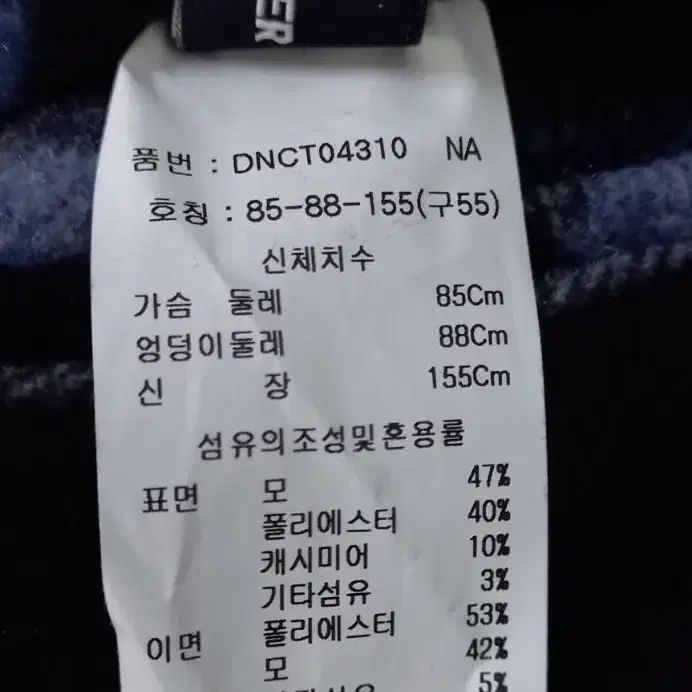 ER
품번 : DNCT04310 NA
호칭 : 85-88-155(구55)
신체치수
가슴 둘레 85Cm
엉덩이둘레 88Cm
신 장 155Cm
섬유의조성및혼용률
표면 모 47%
폴리에스터 40%
캐시미어 10%
기타섬유 3%
이면 폴리에스터 53%
모 42%
5%